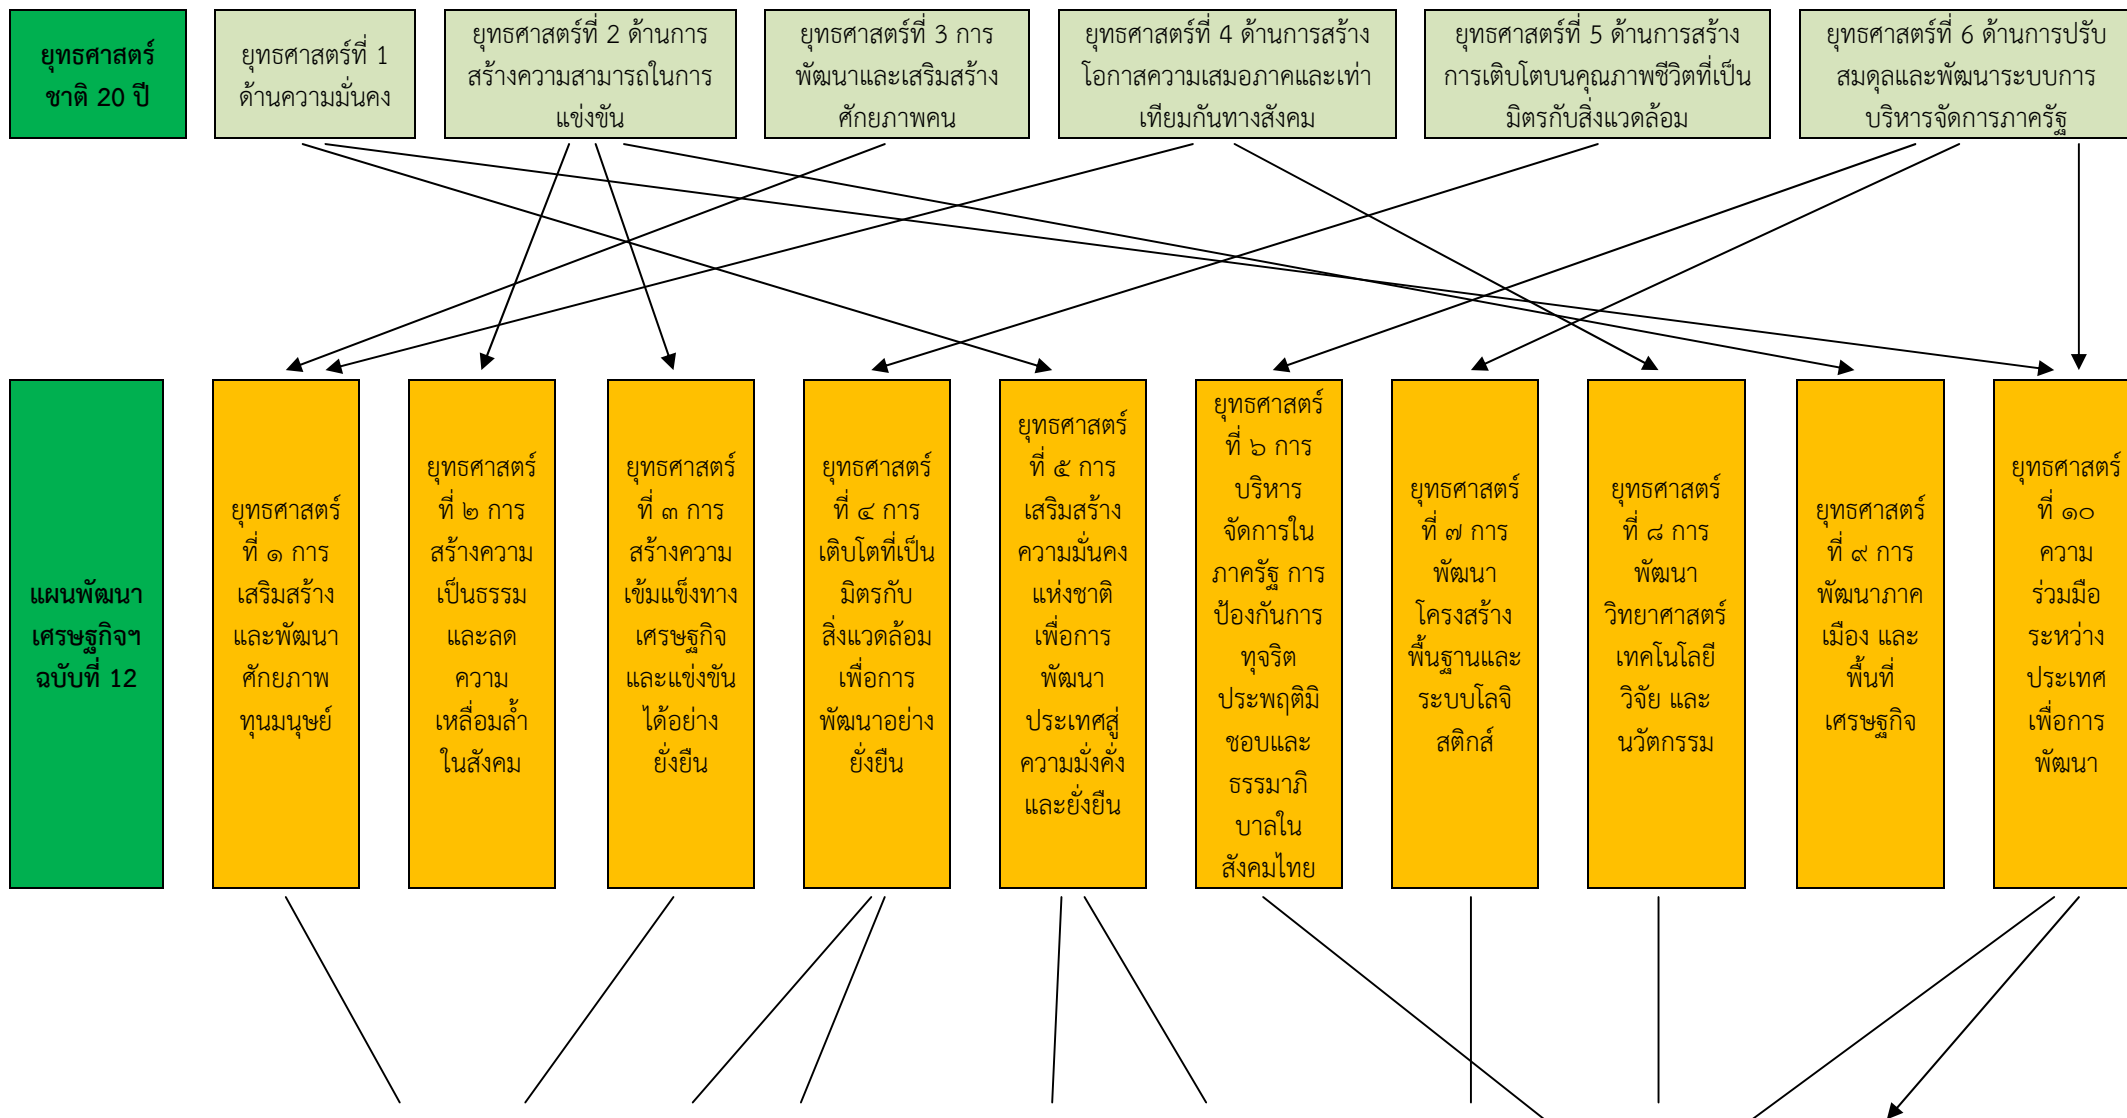 ยุทธศาสตร์
ชาติ 20 ปี
ยุทธศาสตร์ที่ 1
ด้านความมั่นคง
ยุทธศาสตร์ที่ 2 ด้านการ
สร้างความสามารถในการ
แข่งขัน
ยุทธศาสตร์ที่ 3 การ
พัฒนาและเสริมสร้าง
ศักยภาพคน
ยุทธศาสตร์ที่ 4 ด้านการสร้าง
โอกาสความเสมอภาคและเท่า
เทียมกันทางสังคม
ยุทธศาสตร์ที่ 5 ด้านการสร้าง
การเติบโตบนคุณภาพชีวิตที่เป็น
มิตรกับสิ่งแวดล้อม
ยุทธศาสตร์ที่ 6 ด้านการปรับ
สมดุลและพัฒนาระบบการ
บริหารจัดการภาครัฐ
แผนพัฒนา
เศรษฐกิจฯ
ฉบับที่ 12
ยุทธศาสตร์
ที่ ๑ การ
เสริมสร้าง
และพัฒนา
ศักยภาพ
ทุนมนุษย์
ยุทธศาสตร์
ที่ ๒ การ
สร้างความ
เป็นธรรม
และลด
ความ
เหลื่อมล้ำ
ในสังคม
ยุทธศาสตร์
ที่ ๓ การ
สร้างความ
เข้มแข็งทาง
เศรษฐกิจ
และแข่งขัน
ได้อย่าง
ยั่งยืน
ยุทธศาสตร์
ที่ ๔ การ
เติบโตที่เป็น
มิตรกับ
สิ่งแวดล้อม
เพื่อการ
พัฒนาอย่าง
ยั่งยืน
ยุทธศาสตร์
ที่ ๕ การ
เสริมสร้าง
ความมั่นคง
แห่งชาติ
เพื่อการ
พัฒนา
ประเทศสู่
ความมั่งคั่ง
และยั่งยืน
ยุทธศาสตร์
ที่ ๖ การ
บริหาร
จัดการใน
ภาครัฐ การ
ป้องกันการ
ทุจริต
ประพฤติมิ
ชอบและ
ธรรมาภิ
บาลใน
สังคมไทย
ยุทธศาสตร์
ที่ ๗ การ
พัฒนา
โครงสร้าง
พื้นฐานและ
ระบบโลจิ
สติกส์
ยุทธศาสตร์
ที่ ๘ การ
พัฒนา
วิทยาศาสตร์
เทคโนโลยี
วิจัย และ
นวัตกรรม
ยุทธศาสตร์
ที่ ๙ การ
พัฒนาภาค
เมือง และ
พื้นที่
เศรษฐกิจ
ยุทธศาสตร์
ที่ ๑๐
ความ
ร่วมมือ
ระหว่าง
ประเทศ
เพื่อการ
พัฒนา